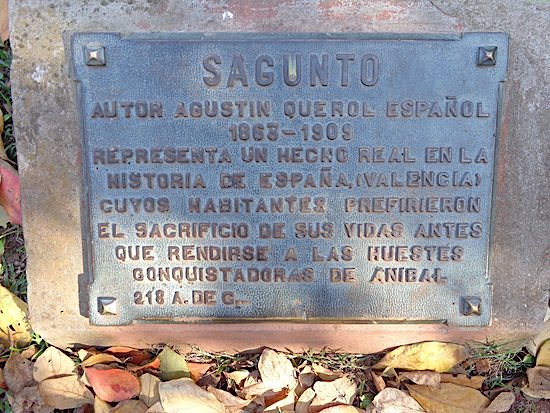 SAGUNTO
AUTOR AGUSTIN QUEROL ESPAÑOL
1863-1909
REPRESENTA UN HECHO REAL EN LA
HISTORIA DE ESPAÑA, (VALENCIA)
CUYOS HABITANTES PREFIRIERON
EL SACRIFICIO DE SUS VIDAS ANTES
QUE RENDIRSE A LAS HUESTES
CONQUISTADORAS DE ANIBAL
218 A. DE C.